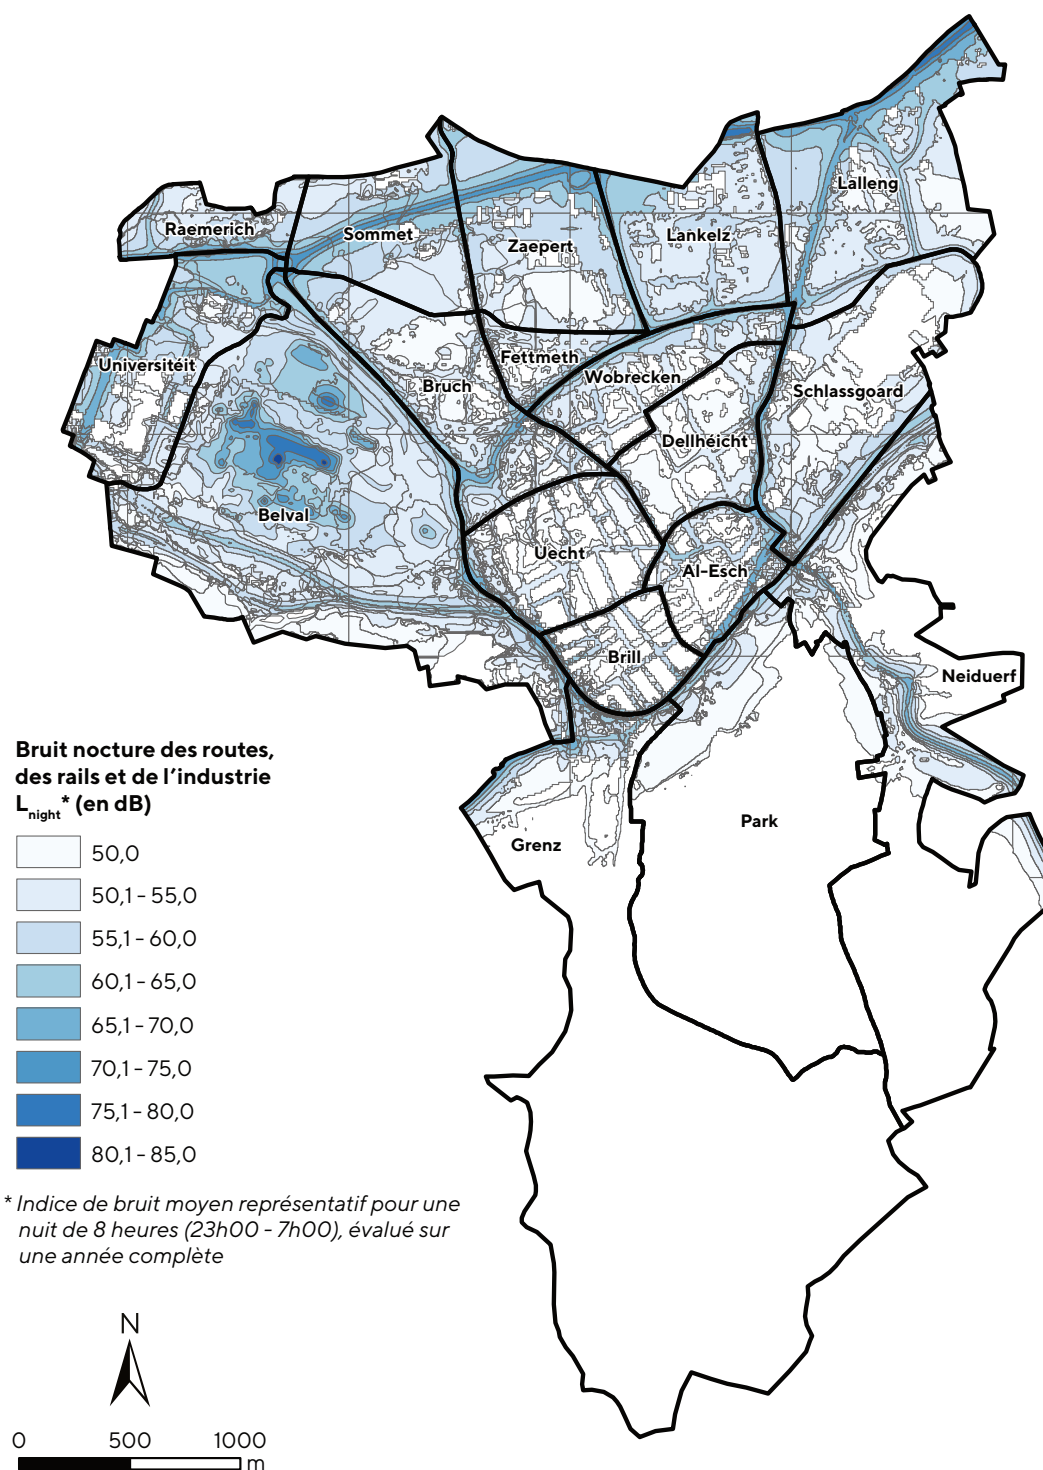 Lalleng
Raemerich
Sommet
Zaepert
Lankelz
Universitéit
Fettmeth
Wobrecken
Bruch
Schlassgoard
Dellhéicht
Belval
Uecht
Al-Esch
Brill
Neiduerf
Grenz
Park
Bruit nocture des routes,
des rails et de l'industrie
Lnight* (en dB)
50,0
50,1 - 55,0
55,1 - 60,0
60,1 - 65,0
65,1 - 70,0
70,1 - 75,0
75,1 - 80,0
80,1 - 85,0
* Indice de bruit moyen représentatif pour une
nuit de 8 heures (23h00 - 7h00), évalué sur
une année complète
N
0 500 1000
m